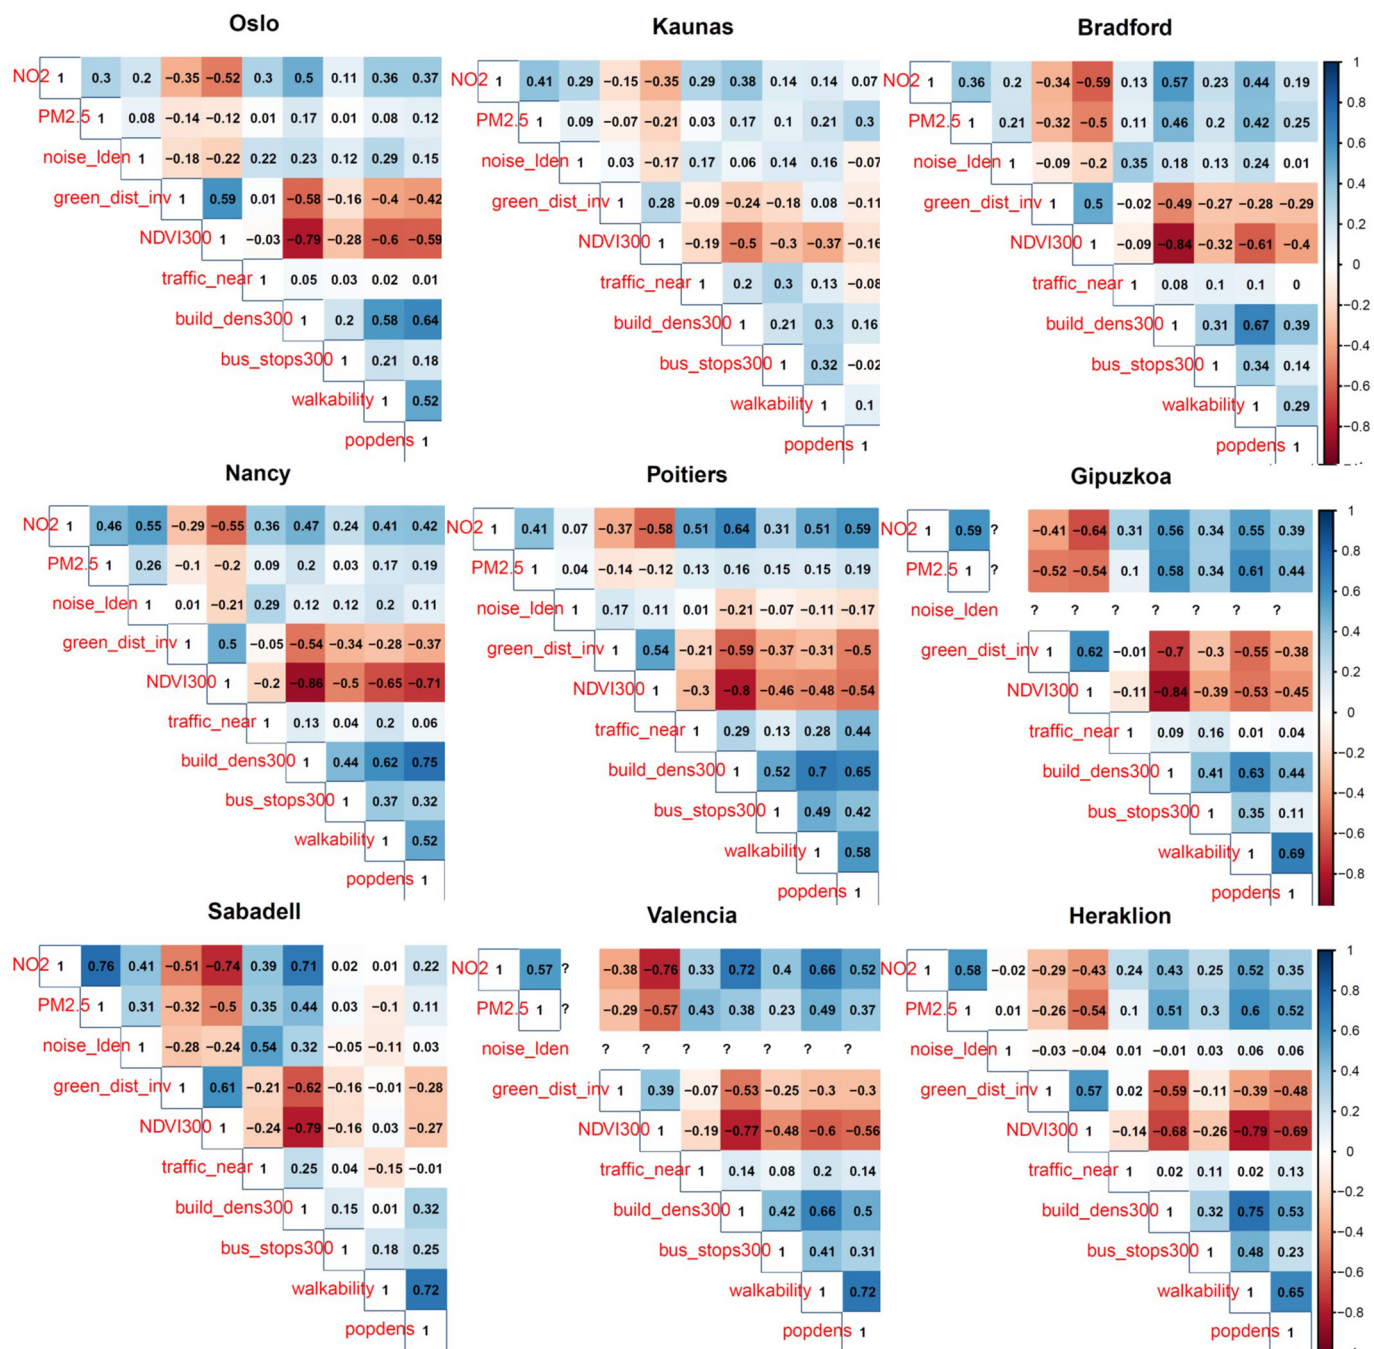 Oslo Kaunas Bradford
NO2 1 0.3 0.2 −0.35 −0.52 0.3 0.5 0.11 0.36 0.37
PM2.5 1 0.08 −0.14 −0.12 0.01 0.17 0.01 0.08 0.12
noise_lden 1 −0.18 −0.22 0.22 0.23 0.12 0.29 0.15
green_dist_inv 1 0.59 0.01 −0.58 −0.16 −0.4 −0.42
NDVI300 1 −0.03 −0.79 −0.28 −0.6 −0.59
traffic_near 1 0.05 0.03 0.02 0.01
build_dens300 1 0.2 0.58 0.64
bus_stops300 1 0.21 0.18
walkability 1 0.52
popdens 1
NO2 1 0.41 0.29 −0.15 −0.35 0.29 0.38 0.14 0.14 0.07
PM2.5 1 0.09 −0.07 −0.21 0.03 0.17 0.1 0.21 0.3
noise_lden 1 0.03 −0.17 0.17 0.06 0.14 0.16 −0.07
green_dist_inv 1 0.28 −0.09 −0.24 −0.18 0.08 −0.11
NDVI300 1 −0.19 −0.5 −0.3 −0.37 −0.16
traffic_near 1 0.2 0.3 0.13 −0.08
build_dens300 1 0.21 0.3 0.16
bus_stops300 1 0.32 −0.02
walkability 1 0.1
popdens 1
NO2 1 0.36 0.2 −0.34 −0.59 0.13 0.57 0.23 0.44 0.19
PM2.5 1 0.21 −0.32 −0.5 0.11 0.46 0.2 0.42 0.25
noise_lden 1 −0.09 −0.2 0.35 0.18 0.13 0.24 0.01
green_dist_inv 1 0.5 −0.02 −0.49 −0.27 −0.28 −0.29
NDVI300 1 −0.09 −0.84 −0.32 −0.61 −0.4
traffic_near 1 0.08 0.1 0.1 0
build_dens300 1 0.31 0.67 0.39
bus_stops300 1 0.34 0.14
walkability 1 0.29
popdens 1
1
0.8
0.6
0.4
0.2
0
−0.2
−0.4
−0.6
−0.8
Nancy Poitiers Gipuzkoa
NO2 1 0.46 0.55 −0.29 −0.55 0.36 0.47 0.24 0.41 0.42
PM2.5 1 0.26 −0.1 −0.2 0.09 0.2 0.03 0.17 0.19
noise_lden 1 0.01 −0.21 0.29 0.12 0.12 0.2 0.11
green_dist_inv 1 0.5 −0.05 −0.54 −0.34 −0.28 −0.37
NDVI300 1 −0.2 −0.86 −0.5 −0.65 −0.71
traffic_near 1 0.13 0.04 0.2 0.06
build_dens300 1 0.44 0.62 0.75
bus_stops300 1 0.37 0.32
walkability 1 0.52
popdens 1
NO2 1 0.41 0.07 −0.37 −0.58 0.51 0.64 0.31 0.51 0.59
PM2.5 1 0.04 −0.14 −0.12 0.13 0.16 0.15 0.15 0.19
noise_lden 1 0.17 0.11 0.01 −0.21 −0.07 −0.11 −0.17
green_dist_inv 1 0.54 −0.21 −0.59 −0.37 −0.31 −0.5
NDVI300 1 −0.3 −0.8 −0.46 −0.48 −0.54
traffic_near 1 0.29 0.13 0.28 0.44
build_dens300 1 0.52 0.7 0.65
bus_stops300 1 0.49 0.42
walkability 1 0.58
popdens 1
NO2 1 0.59 ? −0.41 −0.64 0.31 0.56 0.34 0.55 0.39
PM2.5 1 ? −0.52 −0.54 0.1 0.58 0.34 0.61 0.44
noise_lden ? ? ? ? ? ? ?
green_dist_inv 1 0.62 −0.01 −0.7 −0.3 −0.55 −0.38
NDVI300 1 −0.11 −0.84 −0.39 −0.53 −0.45
traffic_near 1 0.09 0.16 0.01 0.04
build_dens300 1 0.41 0.63 0.44
bus_stops300 1 0.35 0.11
walkability 1 0.69
popdens 1
1
0.8
0.6
0.4
0.2
0
−0.2
−0.4
−0.6
−0.8
Sabadell Valencia Heraklion
NO2 1 0.76 0.41 −0.51 −0.74 0.39 0.71 0.02 0.01 0.22
PM2.5 1 0.31 −0.32 −0.5 0.35 0.44 0.03 −0.1 0.11
noise_lden 1 −0.28 −0.24 0.54 0.32 −0.05 −0.11 0.03
green_dist_inv 1 0.61 −0.21 −0.62 −0.16 −0.01 −0.28
NDVI300 1 −0.24 −0.79 −0.16 0.03 −0.27
traffic_near 1 0.25 0.04 −0.15 −0.01
build_dens300 1 0.15 0.01 0.32
bus_stops300 1 0.18 0.25
walkability 1 0.72
popdens 1
NO2 1 0.57 ? −0.38 −0.76 0.33 0.72 0.4 0.66 0.52
PM2.5 1 ? −0.29 −0.57 0.43 0.38 0.23 0.49 0.37
noise_lden ? ? ? ? ? ? ?
green_dist_inv 1 0.39 −0.07 −0.53 −0.25 −0.3 −0.3
NDVI300 1 −0.19 −0.77 −0.48 −0.6 −0.56
traffic_near 1 0.14 0.08 0.2 0.14
build_dens300 1 0.42 0.66 0.5
bus_stops300 1 0.41 0.31
walkability 1 0.72
popdens 1
NO2 1 0.58 −0.02 −0.29 −0.43 0.24 0.43 0.25 0.52 0.35
PM2.5 1 0.01 −0.26 −0.54 0.1 0.51 0.3 0.6 0.52
noise_lden 1 −0.03 −0.04 0.01 −0.01 0.03 0.06 0.06
green_dist_inv 1 0.57 0.02 −0.59 −0.11 −0.39 −0.48
NDVI300 1 −0.14 −0.68 −0.26 −0.79 −0.69
traffic_near 1 0.02 0.11 0.02 0.13
build_dens300 1 0.32 0.75 0.53
bus_stops300 1 0.48 0.23
walkability 1 0.65
popdens 1
1
0.8
0.6
0.4
0.2
0
−0.2
−0.4
−0.6
−0.8